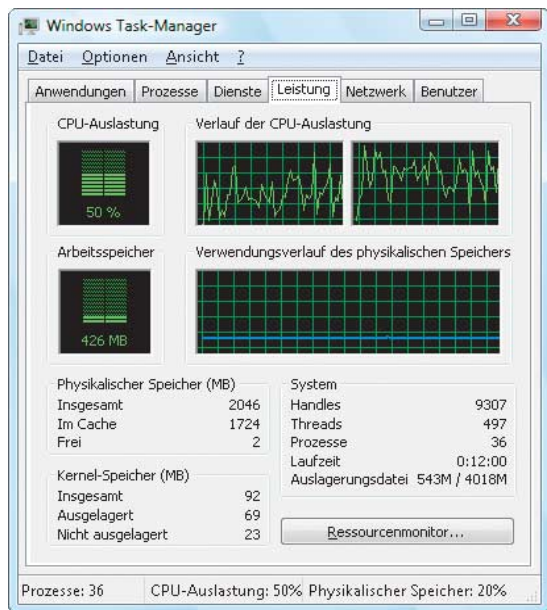 Windows Task-Manager
Datei Optionen Ansicht ?
Anwendungen Prozesse Dienste Leistung Netzwerk Benutzer
CPU-Auslastung Verlauf der CPU-Auslastung
50 %
Arbeitsspeicher Verwendungsverlauf des physikalischen Speichers
426 MB
Physikalischer Speicher (MB)
Insgesamt 2046
Im Cache 1724
Frei 2
Kernel-Speicher (MB)
Insgesamt 92
Ausgelagert 69
Nicht ausgelagert 23
System
Handles 9307
Threads 497
Prozesse 36
Laufzeit 0:12:00
Auslagerungsdatei 543M / 4018M
Ressourcenmonitor...
Prozesse: 36 CPU-Auslastung: 50% Physikalischer Speicher: 20%